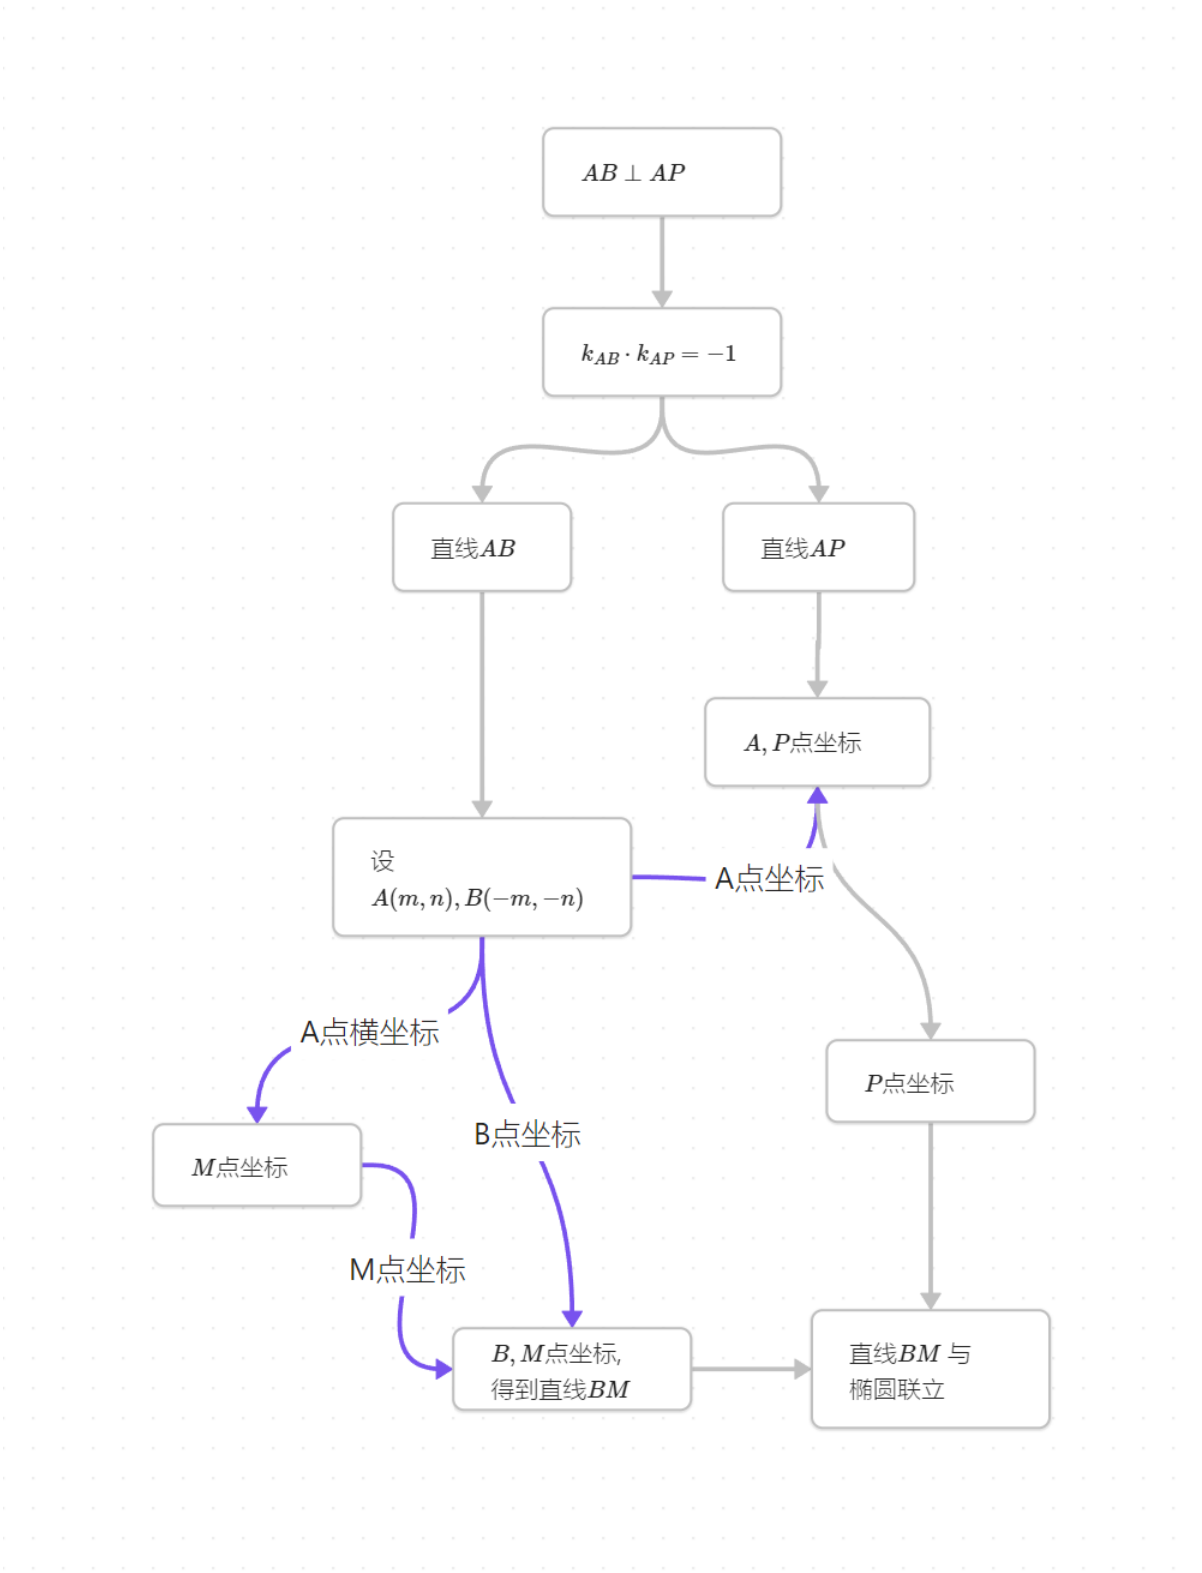 AB ⊥ AP
k_{AB} · k_{AP} = −1
直线AB
直线AP
A, P点坐标
设
A(m, n), B(−m, −n)
A点坐标
A点横坐标
P点坐标
B点坐标
M点坐标
M点坐标
B, M点坐标,
得到直线BM
直线BM 与
椭圆联立